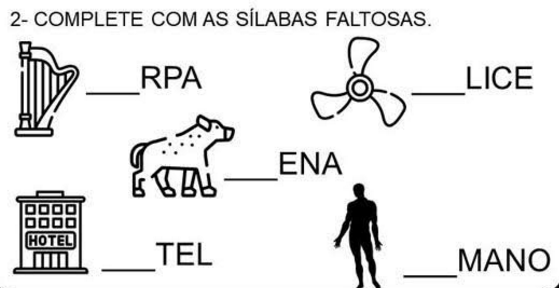 2- COMPLETE COM AS SÍLABAS FALTOSAS.
___RPA
___LICE
___ENA
HOTEL
___TEL
___MANO